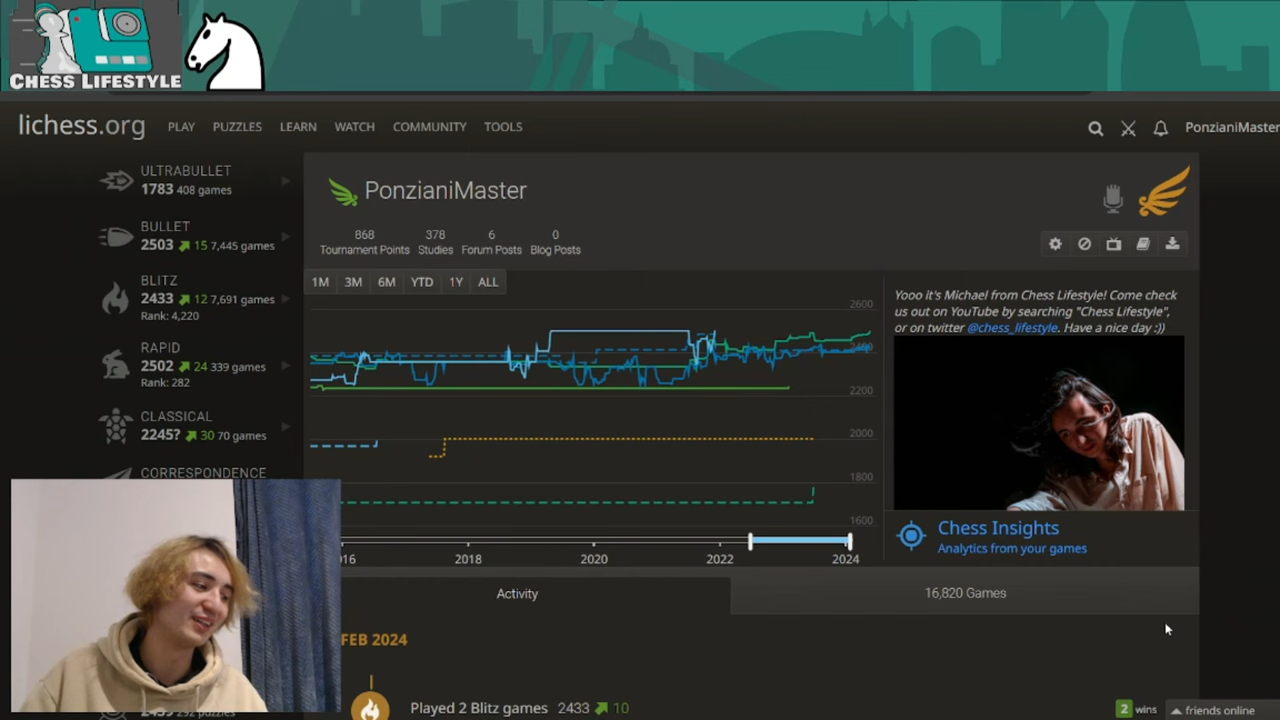 CHESS LIFESTYLE
lichess.org PLAY PUZZLES LEARN WATCH COMMUNITY TOOLS PonzianiMaster
ULTRABULLET
1783 408 games
BULLET
2503 15 7,445 games
BLITZ
2433 12 7,691 games
Rank: 4,220
RAPID
2502 24 339 games
Rank: 282
CLASSICAL
2245? 30 70 games
CORRESPONDENCE
PonzianiMaster
868 378 6 0
Tournament Points Studies Forum Posts Blog Posts
1M 3M 6M YTD 1Y ALL
2600
2400
2200
2000
1800
1600
16 2018 2020 2022 2024
Yooo it's Michael from Chess Lifestyle! Come check
us out on YouTube by searching "Chess Lifestyle",
or on twitter @chess_lifestyle. Have a nice day :))
Chess Insights
Analytics from your games
Activity 16,820 Games
FEB 2024
Played 2 Blitz games 2433 10
2 wins
friends online
292 puzzles